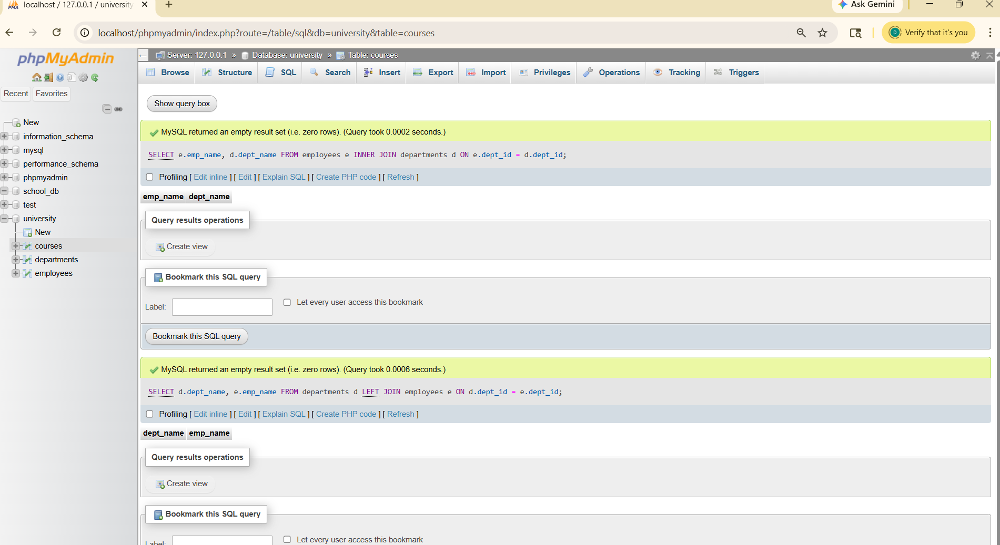 localhost / 127.0.0.1 / university
Ask Gemini
localhost/phpmyadmin/index.php?route=/table/sql&db=university&table=courses
D
Verify that it's you
phpMyAdmin
Server: 127.0.0.1 » Database: university » Table: courses
Browse Structure SQL Search Insert Export Import Privileges Operations Tracking Triggers
Recent Favorites
New
information_schema
mysql
performance_schema
phpmyadmin
school_db
test
university
New
courses
departments
employees
Show query box
MySQL returned an empty result set (i.e. zero rows). (Query took 0.0002 seconds.)
SELECT e.emp_name, d.dept_name FROM employees e INNER JOIN departments d ON e.dept_id = d.dept_id;
Profiling [ Edit inline ] [ Edit ] [ Explain SQL ] [ Create PHP code ] [ Refresh ]
emp_name dept_name
Query results operations
Create view
Bookmark this SQL query
Label:
Let every user access this bookmark
Bookmark this SQL query
MySQL returned an empty result set (i.e. zero rows). (Query took 0.0006 seconds.)
SELECT d.dept_name, e.emp_name FROM departments d LEFT JOIN employees e ON d.dept_id = e.dept_id;
Profiling [ Edit inline ] [ Edit ] [ Explain SQL ] [ Create PHP code ] [ Refresh ]
dept_name emp_name
Query results operations
Create view
Bookmark this SQL query
Label:
Let every user access this bookmark